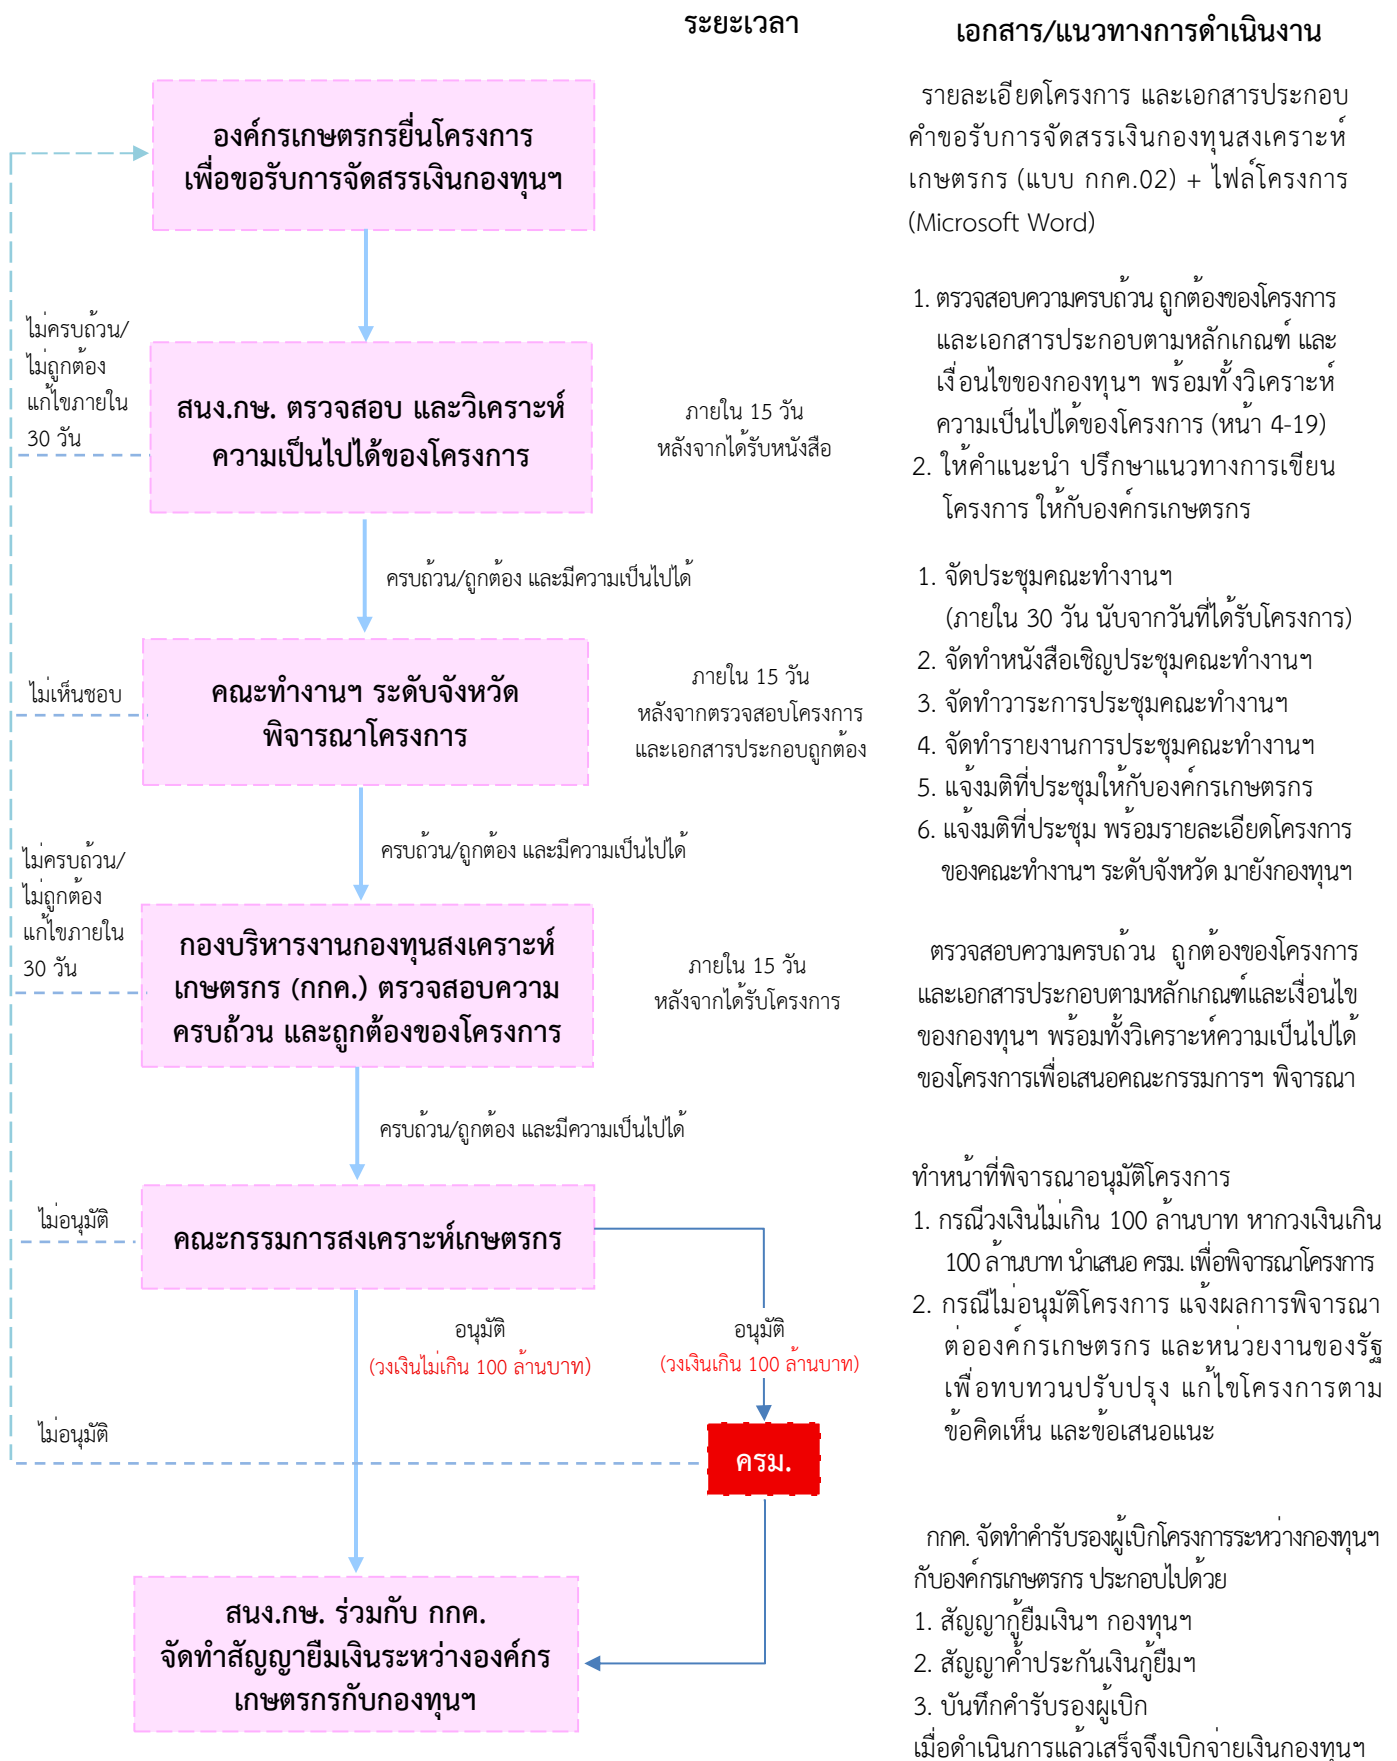 ระยะเวลา
เอกสาร/แนวทางการดำเนินงาน
องค์กรเกษตรกรยื่นโครงการ
เพื่อขอรับการจัดสรรเงินกองทุนฯ
รายละเอียดโครงการ และเอกสารประกอบ
คำขอรับการจัดสรรเงินกองทุนสงเคราะห์
เกษตรกร (แบบ กกค.02) + ไฟล์โครงการ
(Microsoft Word)
ไม่ครบถ้วน/
ไม่ถูกต้อง
แก้ไขภายใน
30 วัน
สนง.กษ. ตรวจสอบ และวิเคราะห์
ความเป็นไปได้ของโครงการ
ภายใน 15 วัน
หลังจากได้รับหนังสือ
1. ตรวจสอบความครบถ้วน ถูกต้องของโครงการ
และเอกสารประกอบตามหลักเกณฑ์ และ
เงื่อนไขของกองทุนฯ พร้อมทั้งวิเคราะห์
ความเป็นไปได้ของโครงการ (หน้า 4-19)
2. ให้คำแนะนำ ปรึกษาแนวทางการเขียน
โครงการ ให้กับองค์กรเกษตรกร
ครบถ้วน/ถูกต้อง และมีความเป็นไปได้
ไม่เห็นชอบ
คณะทำงานฯ ระดับจังหวัด
พิจารณาโครงการ
ภายใน 15 วัน
หลังจากตรวจสอบโครงการ
และเอกสารประกอบถูกต้อง
1. จัดประชุมคณะทำงานฯ
(ภายใน 30 วัน นับจากวันที่ได้รับโครงการ)
2. จัดทำหนังสือเชิญประชุมคณะทำงานฯ
3. จัดทำวาระการประชุมคณะทำงานฯ
4. จัดทำรายงานการประชุมคณะทำงานฯ
5. แจ้งมติที่ประชุมให้กับองค์กรเกษตรกร
6. แจ้งมติที่ประชุม พร้อมรายละเอียดโครงการ
ของคณะทำงานฯ ระดับจังหวัด มายังกองทุนฯ
ครบถ้วน/ถูกต้อง และมีความเป็นไปได้
ไม่ครบถ้วน/
ไม่ถูกต้อง
แก้ไขภายใน
30 วัน
กองบริหารงานกองทุนสงเคราะห์
เกษตรกร (กกค.) ตรวจสอบความ
ครบถ้วน และถูกต้องของโครงการ
ภายใน 15 วัน
หลังจากได้รับโครงการ
ตรวจสอบความครบถ้วน ถูกต้องของโครงการ
และเอกสารประกอบตามหลักเกณฑ์และเงื่อนไข
ของกองทุนฯ พร้อมทั้งวิเคราะห์ความเป็นไปได้
ของโครงการเพื่อเสนอคณะกรรมการฯ พิจารณา
ครบถ้วน/ถูกต้อง และมีความเป็นไปได้
ไม่อนุมัติ
คณะกรรมการสงเคราะห์เกษตรกร
ทำหน้าที่พิจารณาอนุมัติโครงการ
1. กรณีวงเงินไม่เกิน 100 ล้านบาท หากวงเงินเกิน
100 ล้านบาท นำเสนอ ครม. เพื่อพิจารณาโครงการ
2. กรณีไม่อนุมัติโครงการ แจ้งผลการพิจารณา
ต่อองค์กรเกษตรกร และหน่วยงานของรัฐ
เพื่อทบทวนปรับปรุง แก้ไขโครงการตาม
ข้อคิดเห็น และข้อเสนอแนะ
อนุมัติ
(วงเงินไม่เกิน 100 ล้านบาท)
อนุมัติ
(วงเงินเกิน 100 ล้านบาท)
ไม่อนุมัติ
ครม.
สนง.กษ. ร่วมกับ กกค.
จัดทำสัญญายืมเงินระหว่างองค์กร
เกษตรกรกับกองทุนฯ
กกค. จัดทำคำรับรองผู้เบิกโครงการระหว่างกองทุนฯ
กับองค์กรเกษตรกร ประกอบไปด้วย
1. สัญญากู้ยืมเงินฯ กองทุนฯ
2. สัญญาค้ำประกันเงินกู้ยืมฯ
3. บันทึกคำรับรองผู้เบิก
เมื่อดำเนินการแล้วเสร็จจึงเบิกจ่ายเงินกองทุนฯ